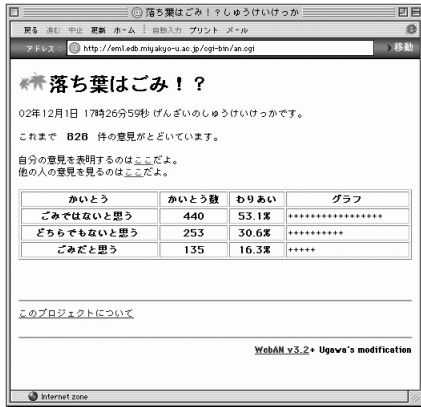 落ち葉はごみ！？しゅうけいけっか
戻る 進む 中止 更新 ホーム 自動入力 プリント メール
アドレス： http://eml.edb.miyakyo-u.ac.jp/cgi-bin/an.cgi 移動
落ち葉はごみ！？
02年12月1日 17時26分59秒 げんざいのしゅうけいけっかです。
これまで 828 件の意見がとどいています。
自分の意見を表明するのはここだよ。
他の人の意見を見るのはここだよ。
かいとう かいとう数 わりあい グラフ
ごみではないと思う 440 53.1% +++++++++++++++++
どちらでもないと思う 253 30.6% ++++++++++
ごみだと思う 135 16.3% +++++
このプロジェクトについて
WebAN v3.2+ Ugawa's modification
Internet zone